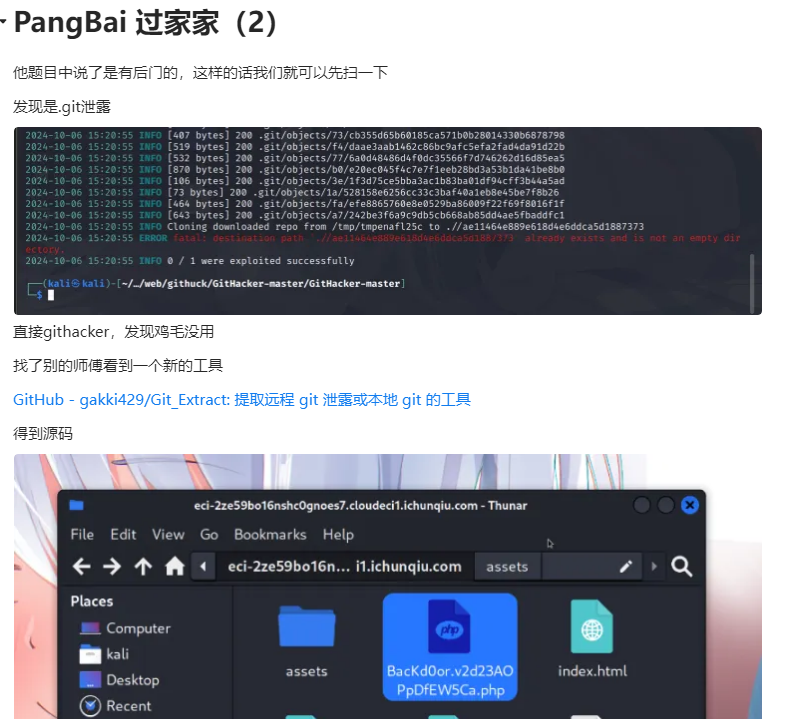 PangBai 过家家（2）
他题目中说了是有后门的，这样的话我们就可以先扫一下
发现是.git泄露
2024-10-06 15:20:55 INFO [407 bytes] 200 .git/objects/73/cb355d65b60185ca571b0b28014330b6878798
2024-10-06 15:20:55 INFO [519 bytes] 200 .git/objects/f4/daae3aab1462c86bc9afc5efa2fad4da91d22b
2024-10-06 15:20:55 INFO [532 bytes] 200 .git/objects/77/6a0d48486d4f0dc35566f7d746262d16d85ea5
2024-10-06 15:20:55 INFO [870 bytes] 200 .git/objects/b0/e20ec045f4c7e7f1eeb28bd3a53b1da41be8b0
2024-10-06 15:20:55 INFO [106 bytes] 200 .git/objects/3e/1f3d75ce5bba3ac1b83ba01df94cff3b44a5ad
2024-10-06 15:20:55 INFO [73 bytes] 200 .git/objects/1a/528158e6256cc33c3baf40a1eb8e45be7f8b26
2024-10-06 15:20:55 INFO [464 bytes] 200 .git/objects/fa/efe8865760e8e0529ba86009f22f69f8016f1f
2024-10-06 15:20:55 INFO [643 bytes] 200 .git/objects/a7/242be3f6a9c9db5cb668ab85dd4ae5fbaddfc1
2024-10-06 15:20:55 INFO Cloning downloaded repo from /tmp/tmpenafl25c to .//ae11464e889e618d4e6ddca5d1887373
2024-10-06 15:20:55 ERROR fatal: destination path './/ae11464e889e618d4e6ddca5d1887373' already exists and is not an empty dir
ectory.
2024-10-06 15:20:55 INFO 0 / 1 were exploited successfully
(kali㉿kali)-[~/…/web/githuck/GitHacker-master/GitHacker-master]
$
直接githacker，发现鸡毛没用
找了别的师傅看到一个新的工具
GitHub - gakki429/Git_Extract: 提取远程 git 泄露或本地 git 的工具
得到源码
eci-2ze59bo16nshc0gnoes7.cloudeci1.ichunqiu.com - Thunar
File Edit View Go Bookmarks Help
eci-2ze59bo16n... i1.ichunqiu.com assets
Places
Computer
kali
Desktop
Recent
assets
BacKd0or.v2d23AO
PpDfEW5Ca.php
index.html